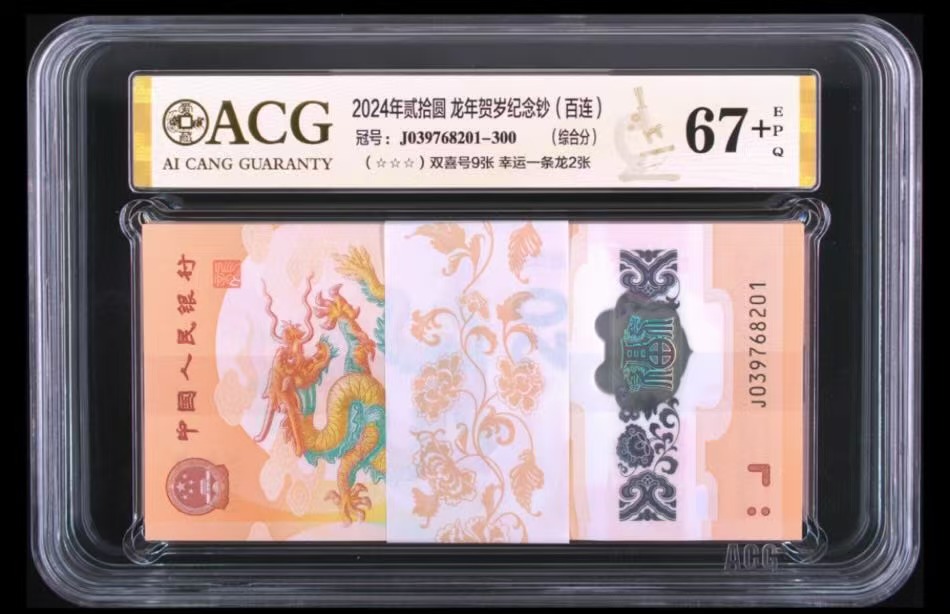 ACG
AI CANG GUARANTY
2024年贰拾圆 龙年贺岁纪念钞（百连）
冠号：J039768201-300 （综合分）
（☆☆☆）双喜号9张 幸运一条龙2张
67+
EPQ
中国人民银行
福
J039768201
ACG